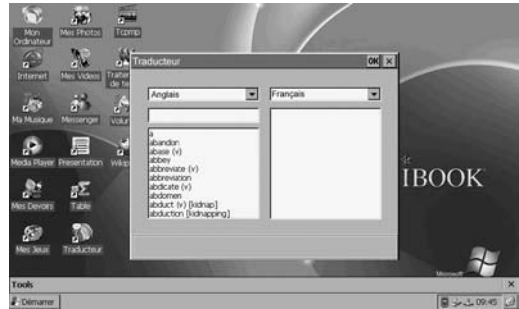 Mon
Ordinateur
Mes Photos
Tcpmp
Internet
Mes Videos
Traiter
de te
Ma Musique
Messenger
Volur
Media Player
Presentation
Wikip
Mes Devoirs
Table
Mes Jeux
Traducteur
Traducteur
OK
×
Anglais
Français
a
abandon
abase (v)
abbey
abbreviate (v)
abbreviation
abdicate (v)
abdomen
abduct (v) [kidnap]
abduction [kidnapping]
IBOOK
Microsoft
Tools
×
Démarrer
09:45